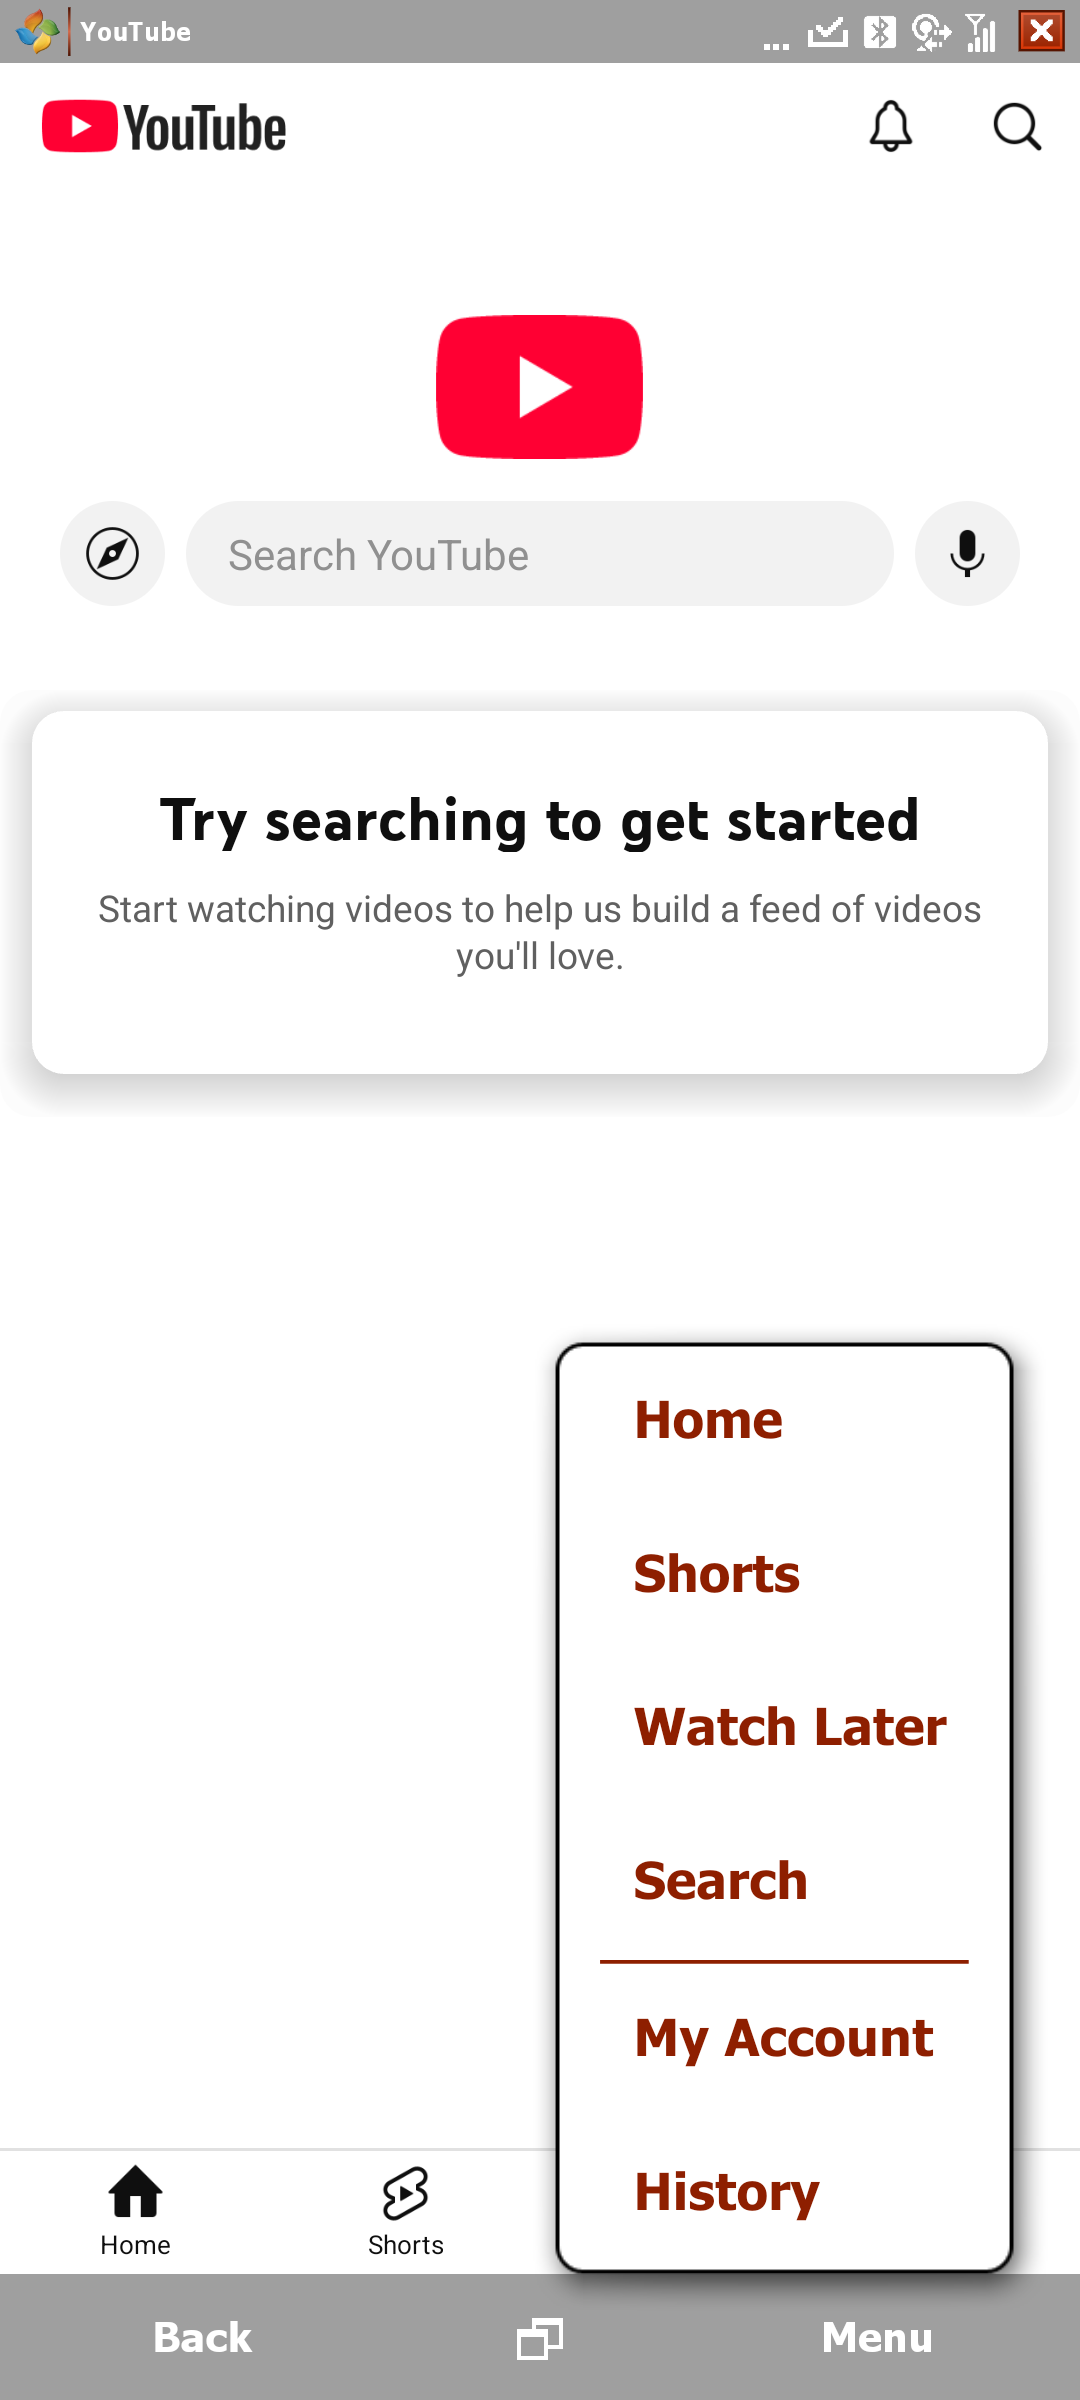 YouTube
YouTube
Search YouTube
Try searching to get started
Start watching videos to help us build a feed of videos
you'll love.
Home
Shorts
Watch Later
Search
My Account
History
Home
Shorts
Back
Menu